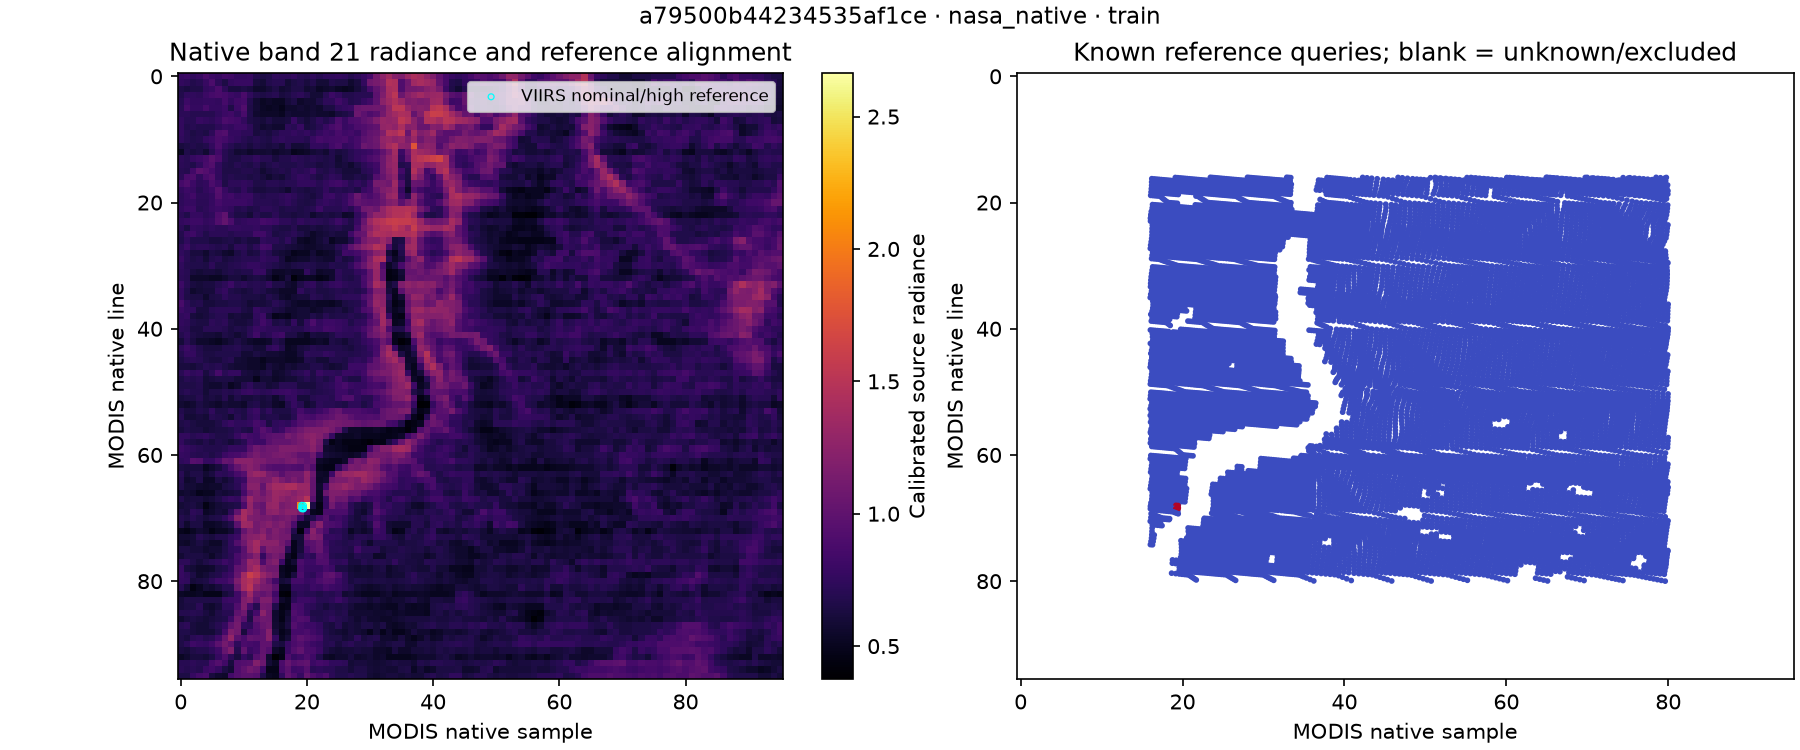 a79500b44234535af1ce · nasa_native · train
Native band 21 radiance and reference alignment
VIIRS nominal/high reference
0
20
40
60
80
MODIS native line
0
20
40
60
80
MODIS native sample
2.5
2.0
1.5
1.0
0.5
Calibrated source radiance
Known reference queries; blank = unknown/excluded
0
20
40
60
80
MODIS native line
0
20
40
60
80
MODIS native sample